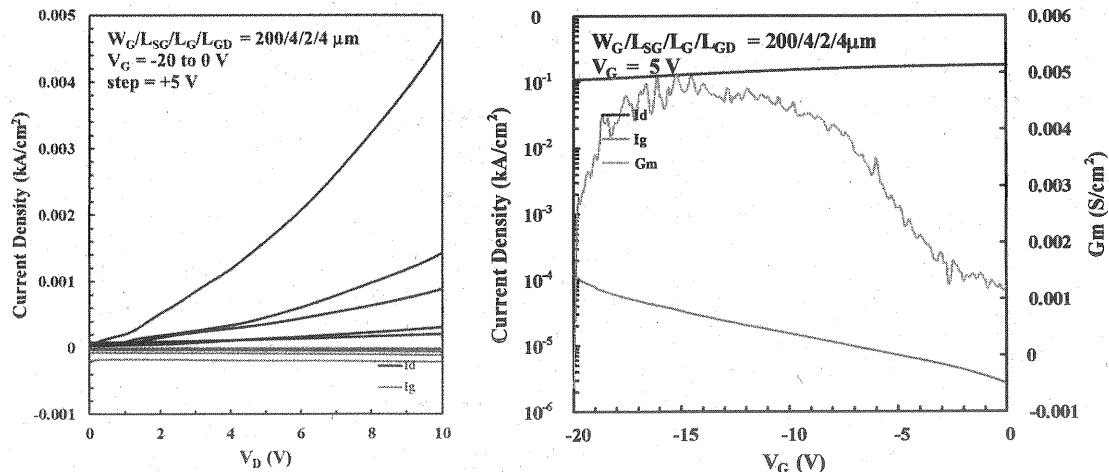 0.005
0.004
0.003
0.002
0.001
0
-0.001
Current Density (kA/cm²)
W_G/L_SG/L_G/L_GD = 200/4/2/4 μm
V_G = -20 to 0 V
step = +5 V
Id
Ig
0 2 4 6 8 10
V_D (V)
0
10⁻¹
10⁻²
10⁻³
10⁻⁴
10⁻⁵
10⁻⁶
Current Density (kA/cm²)
W_G/L_SG/L_G/L_GD = 200/4/2/4μm
V_G = 5 V
Id
Ig
Gm
-20 -15 -10 -5 0
V_G (V)
0.006
0.005
0.004
0.003
0.002
0.001
0
-0.001
Gm (S/cm²)